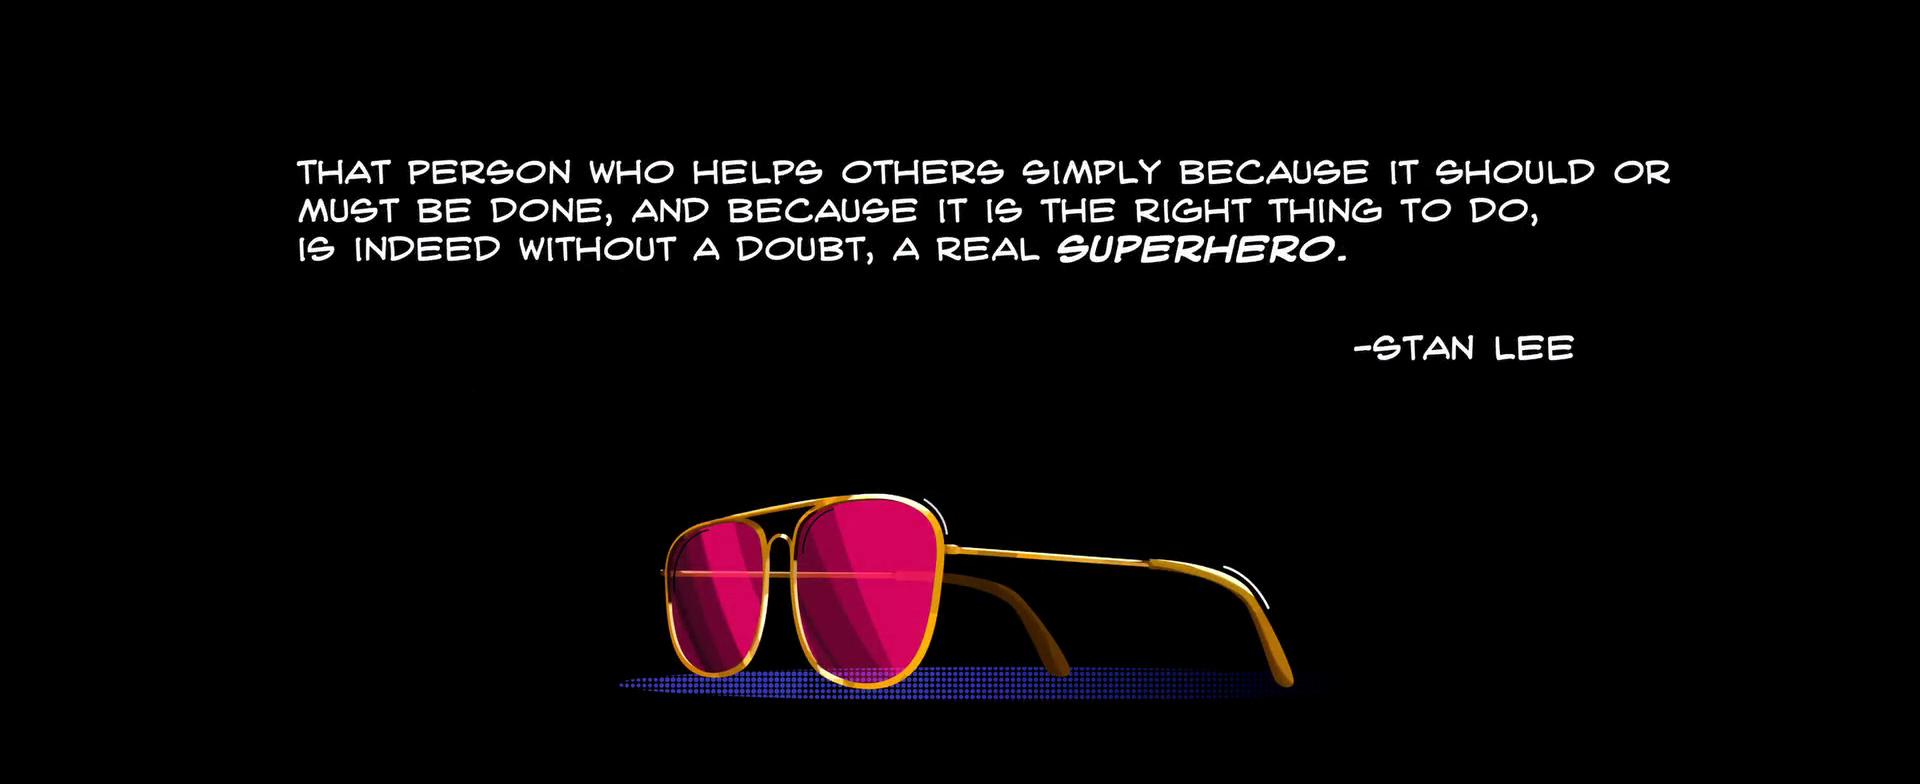 THAT PERSON WHO HELPS OTHERS SIMPLY BECAUSE IT SHOULD OR
MUST BE DONE, AND BECAUSE IT IS THE RIGHT THING TO DO,
IS INDEED WITHOUT A DOUBT, A REAL SUPERHERO.
-STAN LEE